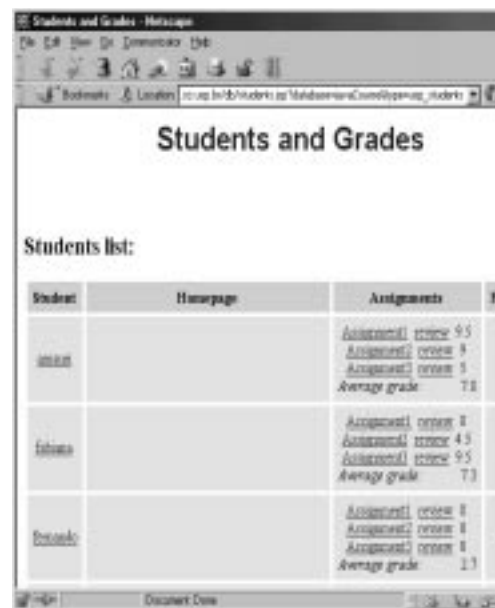 Students and Grades - Netscape
File Edit View Go Communicator Help
Bookmarks Location
Students and Grades
Students list:
Student Homepage Assignments
Assignment1 review 9.5
Assignment2 review 9
Assignment3 review 5
Average grade 7.8
fabiana
Assignment1 review 8
Assignment2 review 4.5
Assignment3 review 9.5
Average grade 7.3
fernando
Assignment1 review 8
Assignment2 review 8
Assignment3 review 8
Average grade 2.7
Document: Done